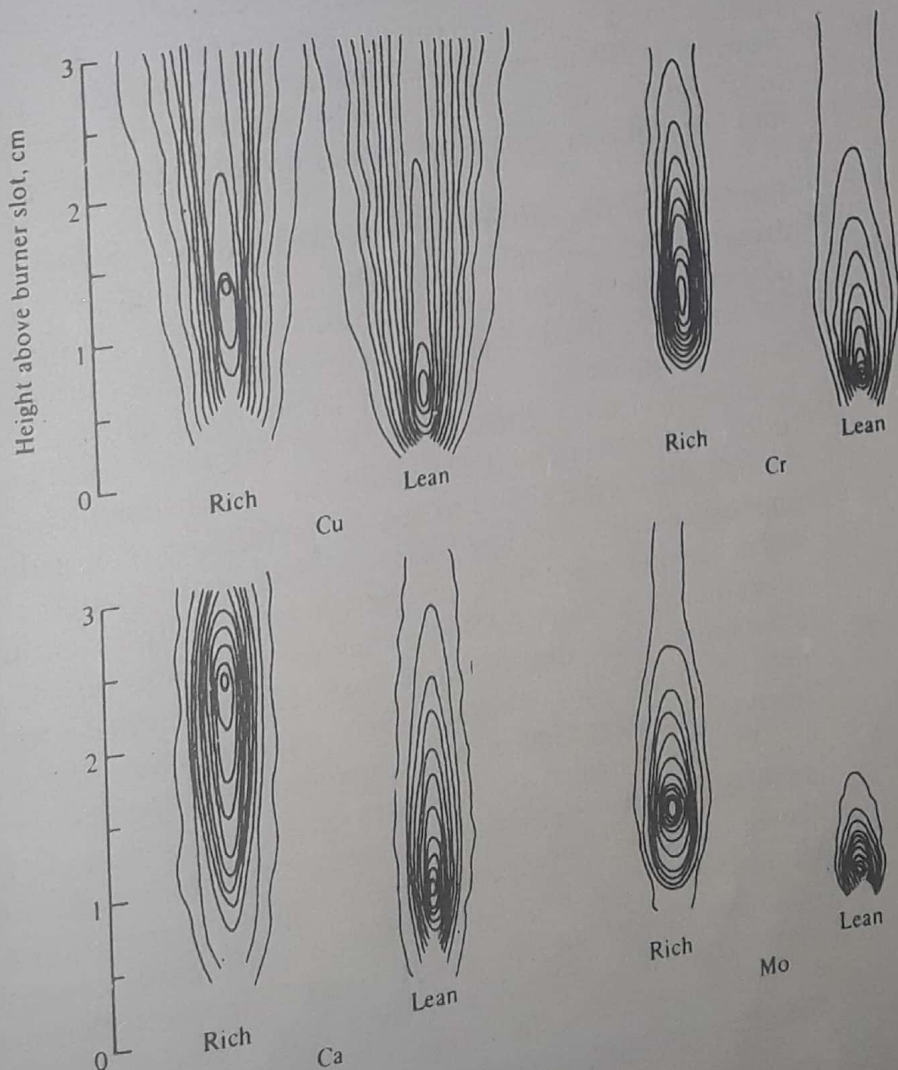 Height above burner slot, cm
3
2
1
0
Rich
Lean
Cu
Rich
Lean
Cr
3
2
1
0
Rich
Lean
Ca
Rich
Lean
Mo